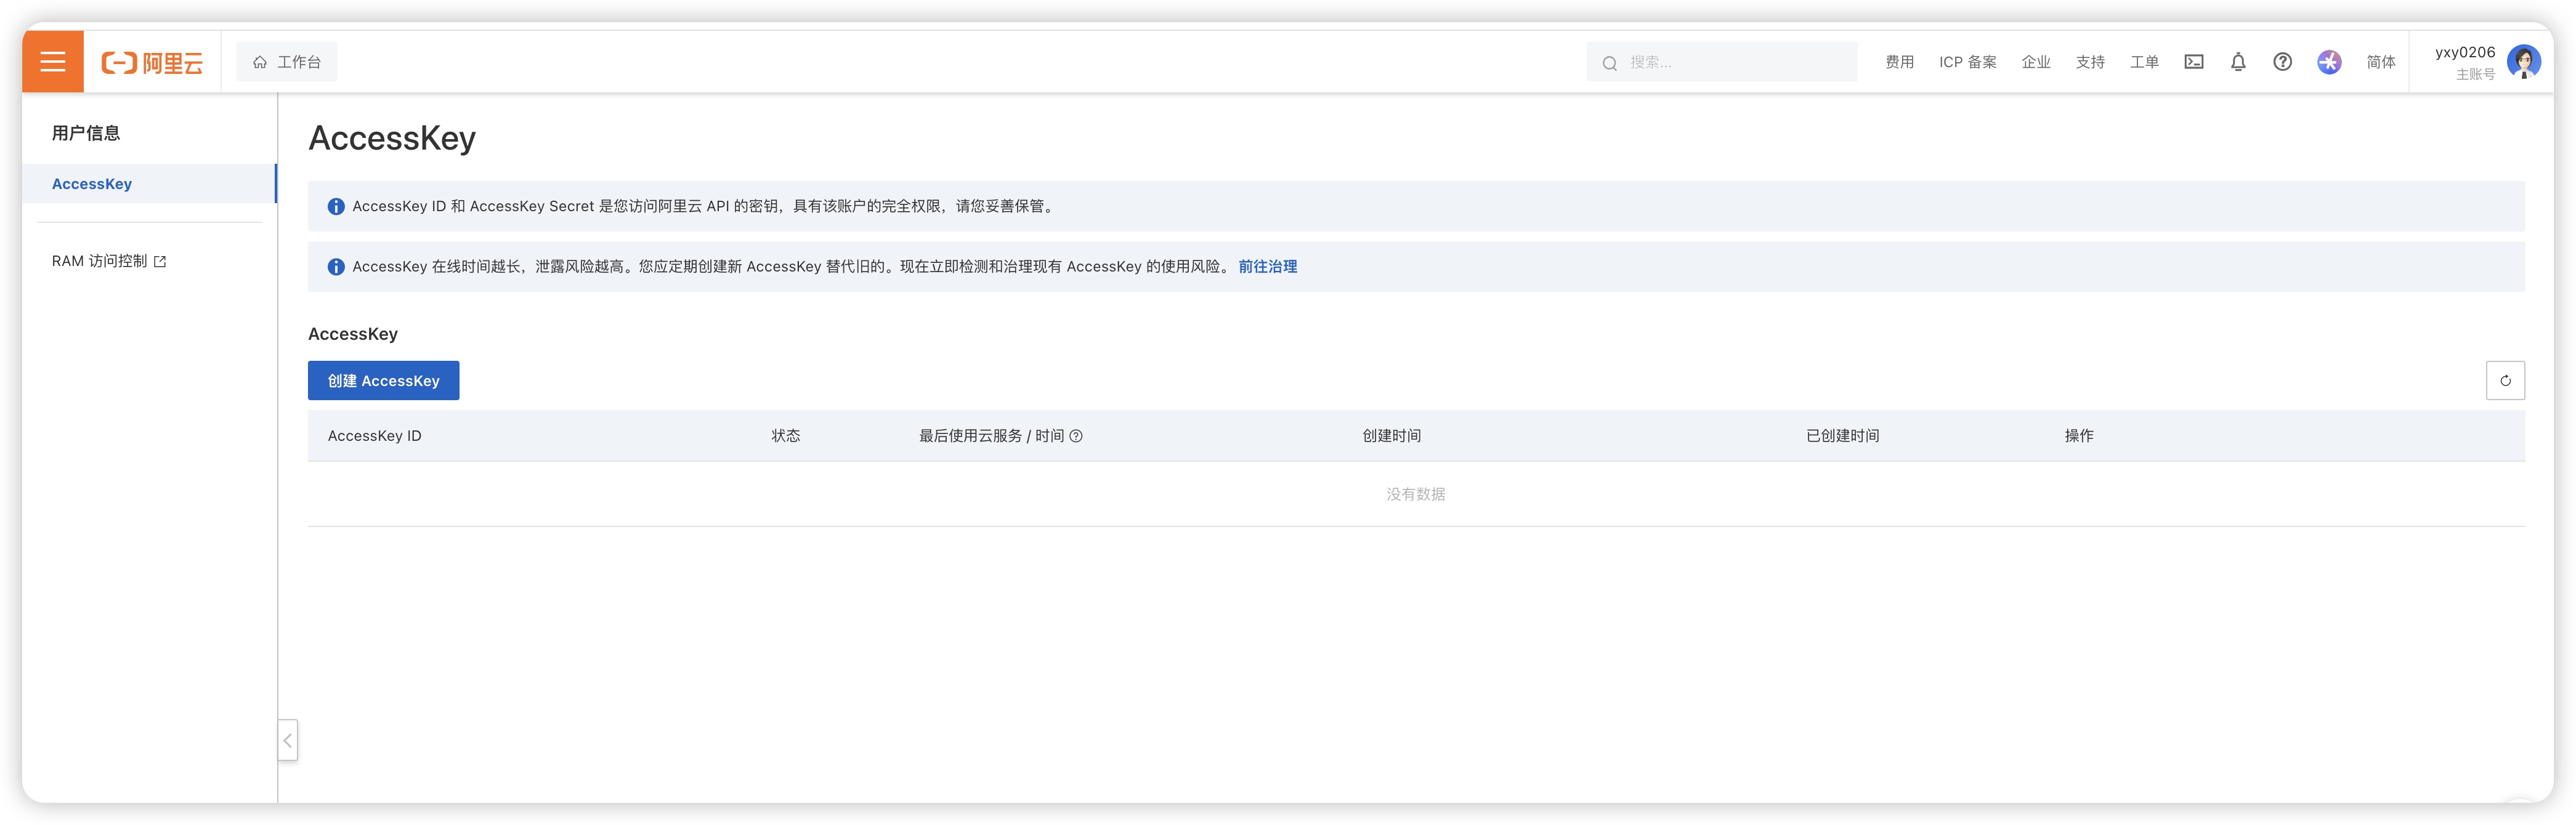 阿里云
工作台
搜索...
费用
ICP 备案
企业
支持
工单
简体
yxy0206
主账号
用户信息
AccessKey
RAM 访问控制
AccessKey
AccessKey ID 和 AccessKey Secret 是您访问阿里云 API 的密钥，具有该账户的完全权限，请您妥善保管。
AccessKey 在线时间越长，泄露风险越高。您应定期创建新 AccessKey 替代旧的。现在立即检测和治理现有 AccessKey 的使用风险。 前往治理
AccessKey
创建 AccessKey
AccessKey ID
状态
最后使用云服务 / 时间
创建时间
已创建时间
操作
没有数据